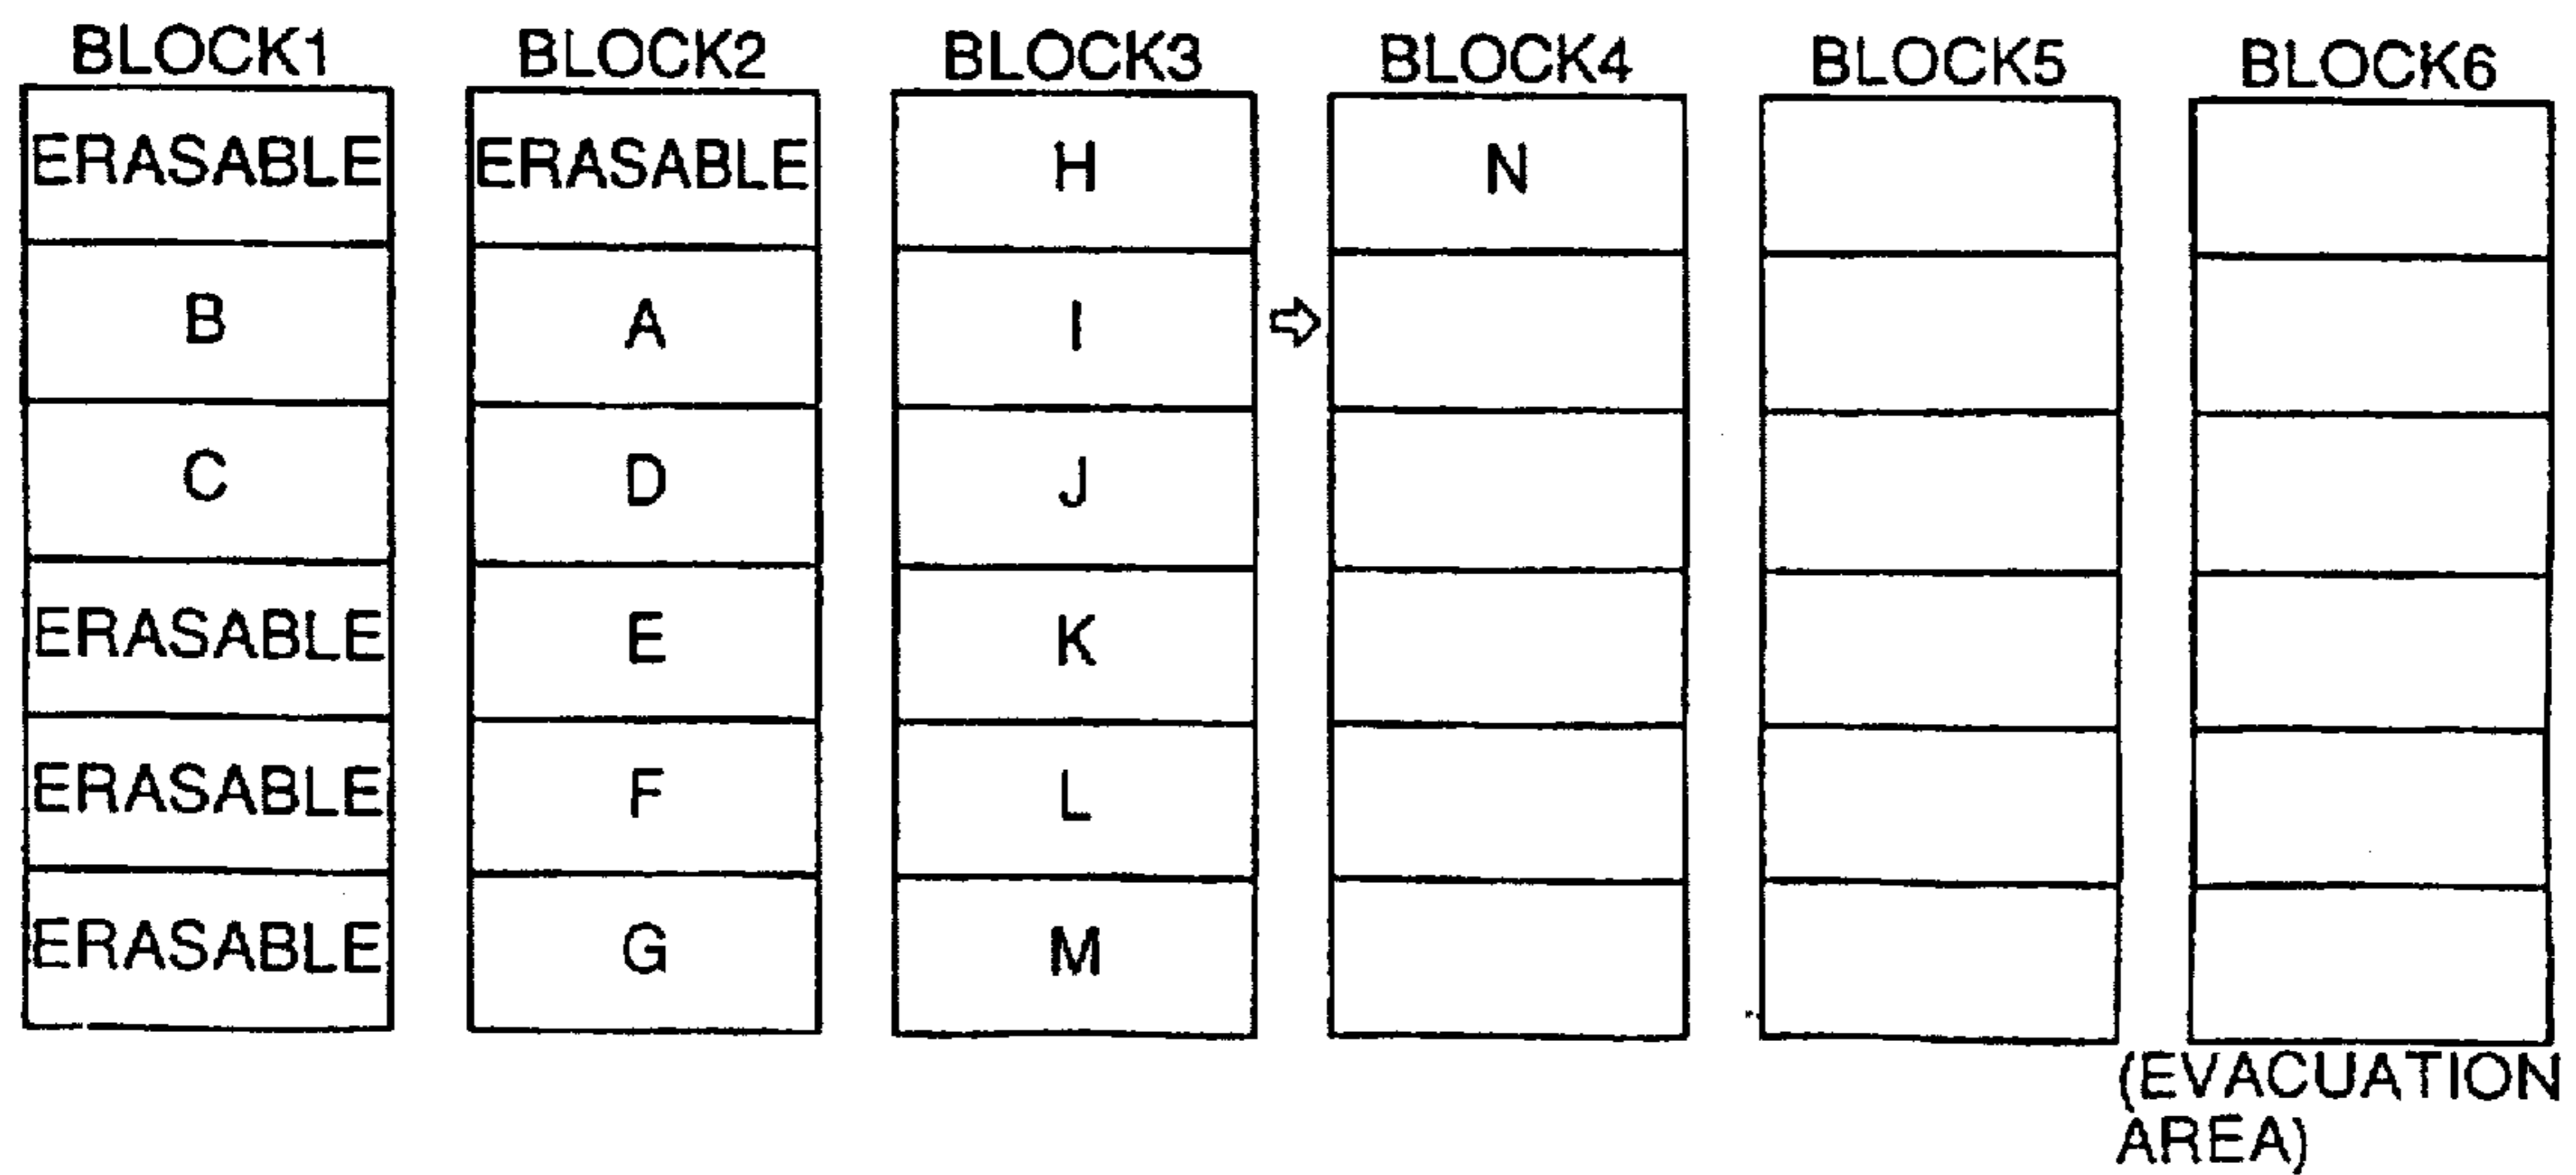 BLOCK1 BLOCK2 BLOCK3 BLOCK4 BLOCK5 BLOCK6
ERASABLE ERASABLE H N
B A I
C D J
ERASABLE E K
ERASABLE F L
ERASABLE G M
(EVACUATION
AREA)